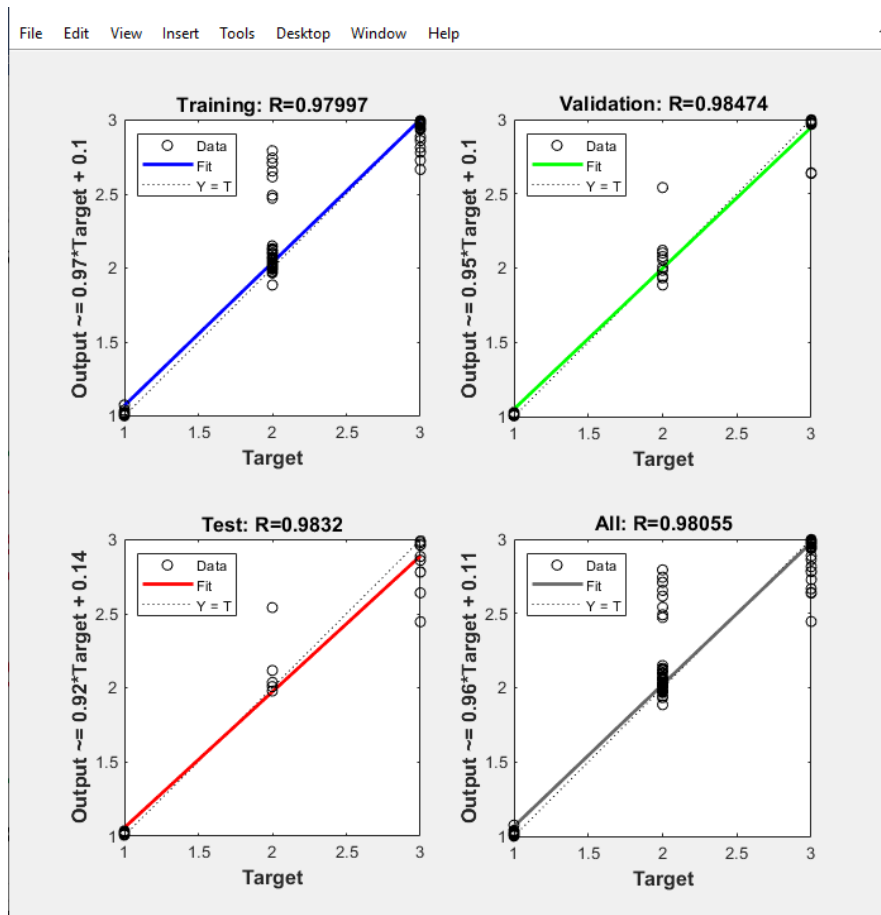 File Edit View Insert Tools Desktop Window Help
Training: R=0.97997
Output ~= 0.97*Target + 0.1
3
2.5
2
1.5
1
Data
Fit
Y = T
1 1.5 2 2.5 3
Target
Validation: R=0.98474
Output ~= 0.95*Target + 0.1
3
2.5
2
1.5
1
Data
Fit
Y = T
1 1.5 2 2.5 3
Target
Test: R=0.9832
Output ~= 0.92*Target + 0.14
3
2.5
2
1.5
1
Data
Fit
Y = T
1 1.5 2 2.5 3
Target
All: R=0.98055
Output ~= 0.96*Target + 0.11
3
2.5
2
1.5
1
Data
Fit
Y = T
1 1.5 2 2.5 3
Target